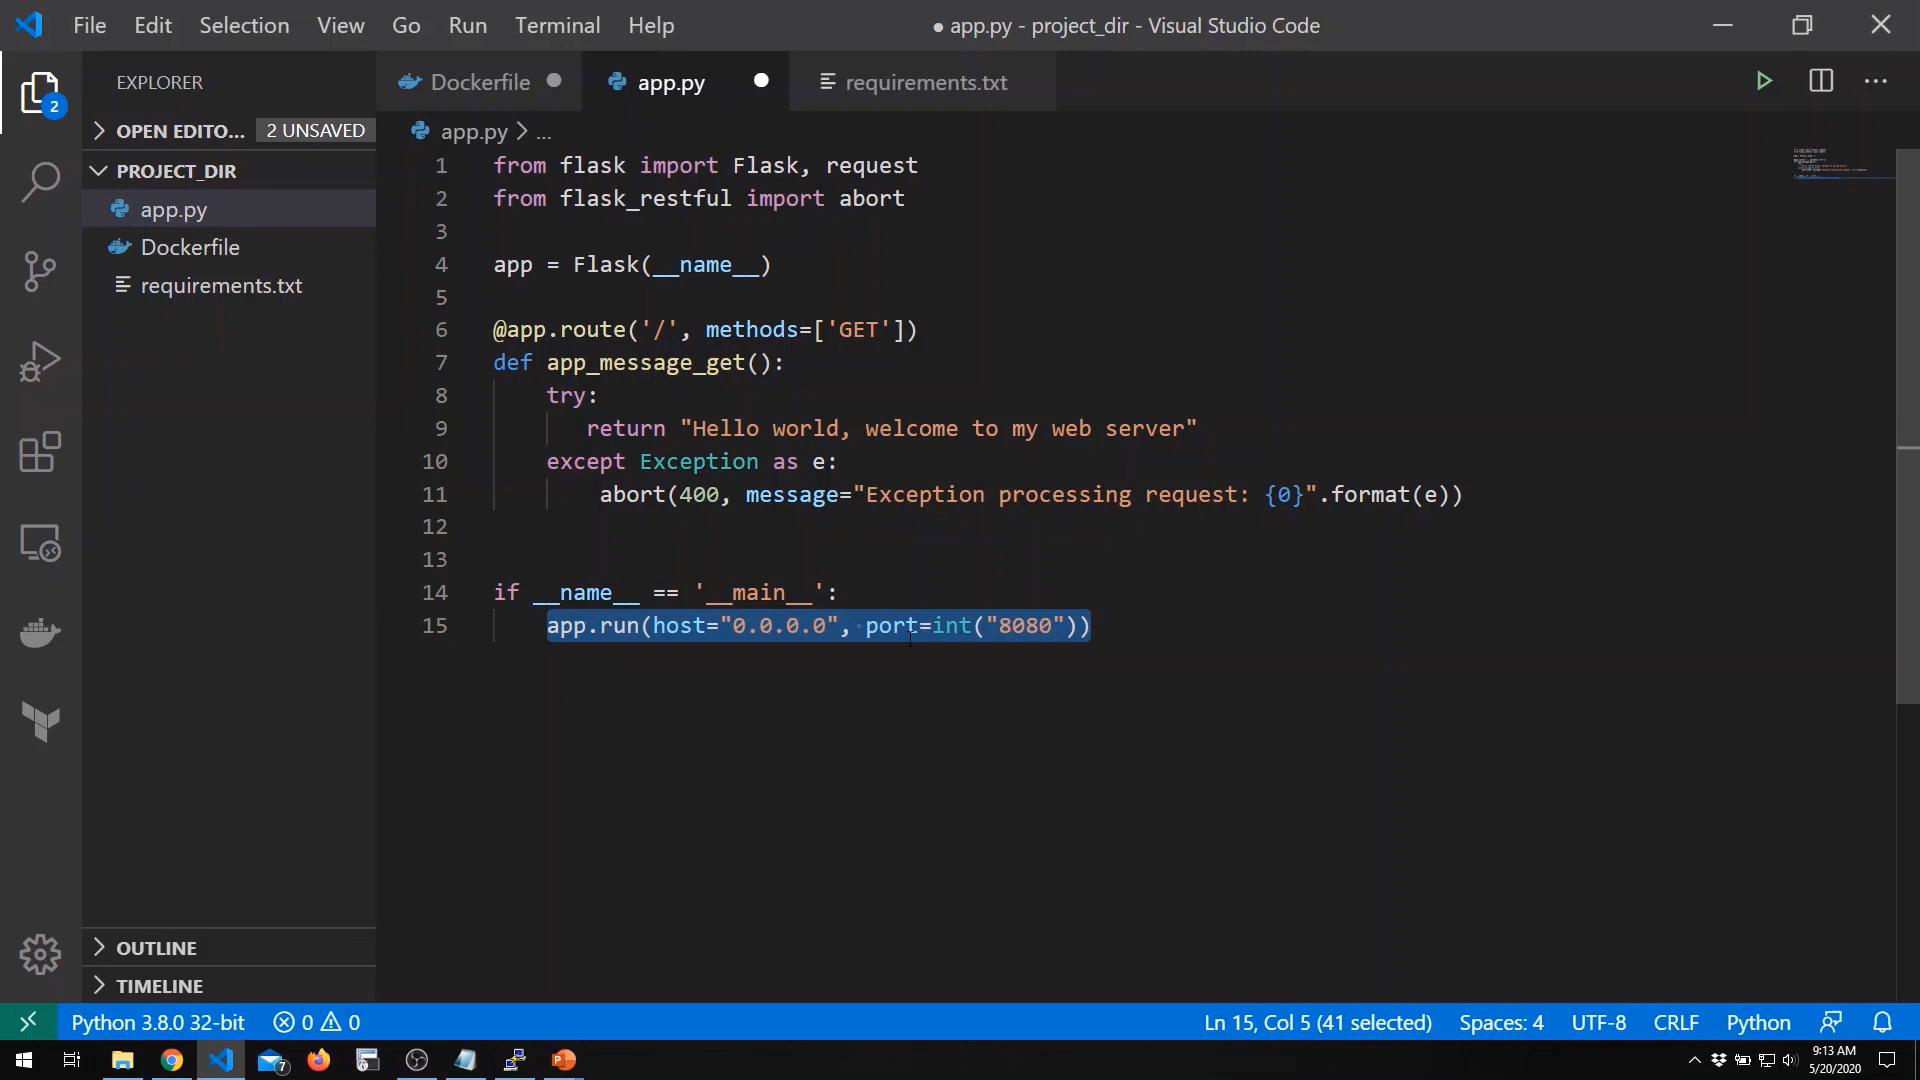 File Edit Selection View Go Run Terminal Help ● app.py - project_dir - Visual Studio Code
EXPLORER
2
OPEN EDITO... 2 UNSAVED
PROJECT_DIR
app.py
Dockerfile
requirements.txt
OUTLINE
TIMELINE
Dockerfile app.py requirements.txt
app.py > ...
1 from flask import Flask, request
2 from flask_restful import abort
3
4 app = Flask(__name__)
5
6 @app.route('/', methods=['GET'])
7 def app_message_get():
8 try:
9 return "Hello world, welcome to my web server"
10 except Exception as e:
11 abort(400, message="Exception processing request: {0}".format(e))
12
13
14 if __name__ == '__main__':
15 app.run(host="0.0.0.0", port=int("8080"))
Python 3.8.0 32-bit 0 0 Ln 15, Col 5 (41 selected) Spaces: 4 UTF-8 CRLF Python
7
9:13 AM
5/20/2020